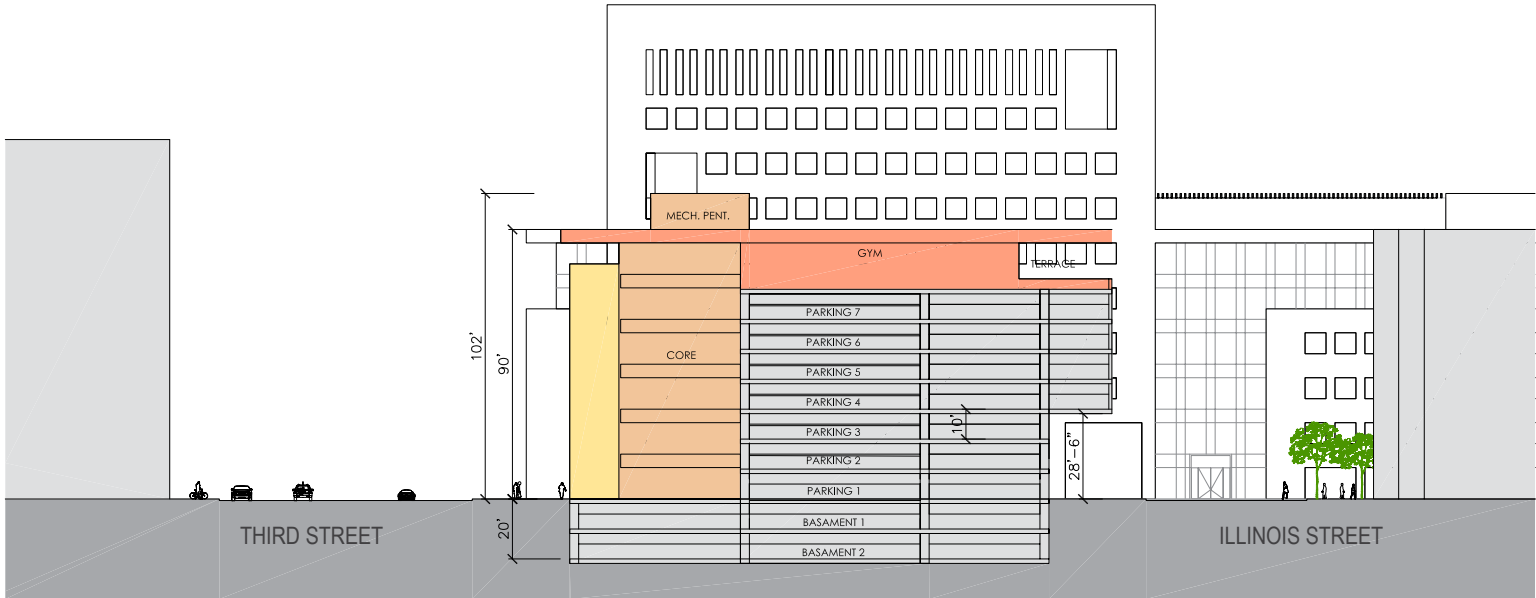 MECH. PENT.
GYM
TERRACE
102'
90'
PARKING 7
PARKING 6
CORE
PARKING 5
PARKING 4
10'
PARKING 3
28'-6"
PARKING 2
PARKING 1
20'
BASAMENT 1
THIRD STREET
ILLINOIS STREET
BASAMENT 2